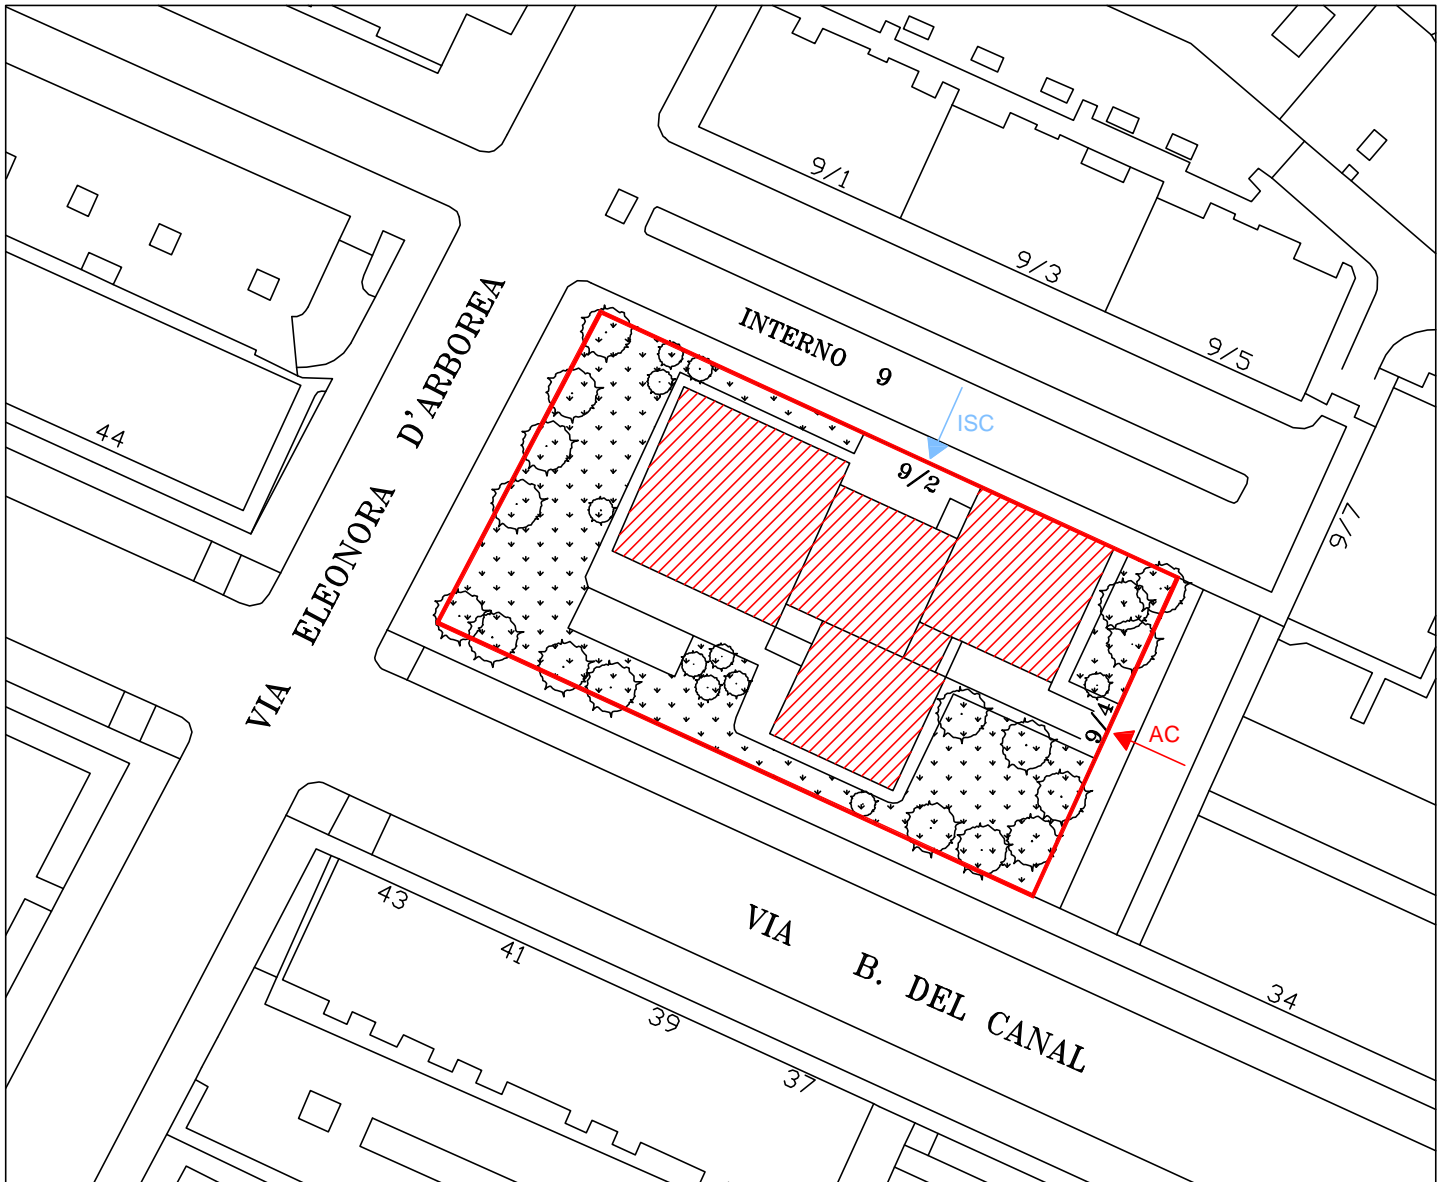 9/1
9/3
9/5
9/7
INTERNO 9
ISC
9/2
44
VIA ELEONORA D'ARBOREA
9/4
AC
43
41
39
37
34
VIA B. DEL CANAL